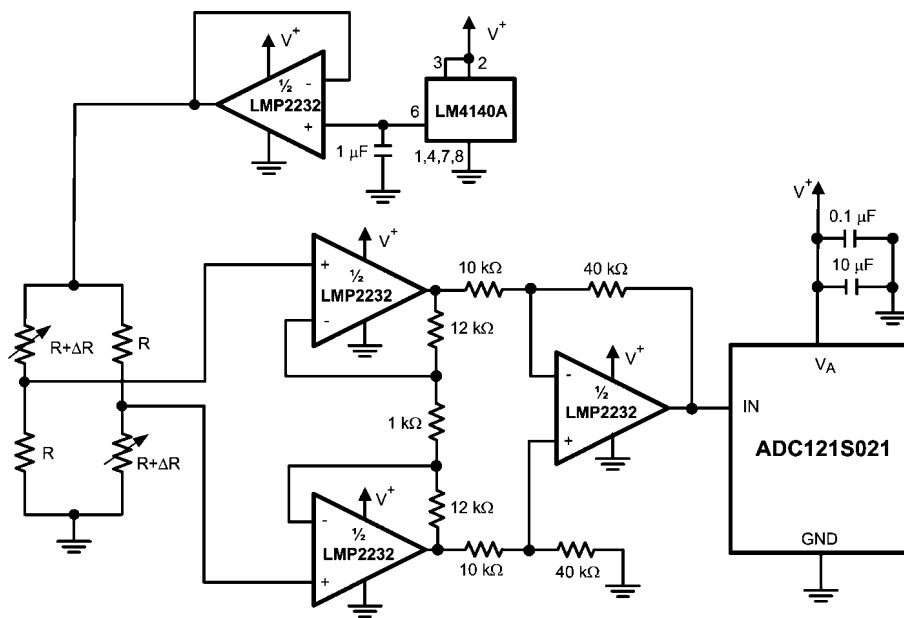 V+
V+
3
2
½
-
LMP2232
+
6
LM4140A
1 µF
1,4,7,8
V+
0.1 µF
10 µF
V+
+
½
LMP2232
-
10 kΩ
40 kΩ
12 kΩ
R+ΔR
R
V+
-
½
LMP2232
+
VA
IN
ADC121S021
GND
1 kΩ
R
R+ΔR
V+
-
½
LMP2232
+
12 kΩ
10 kΩ
40 kΩ